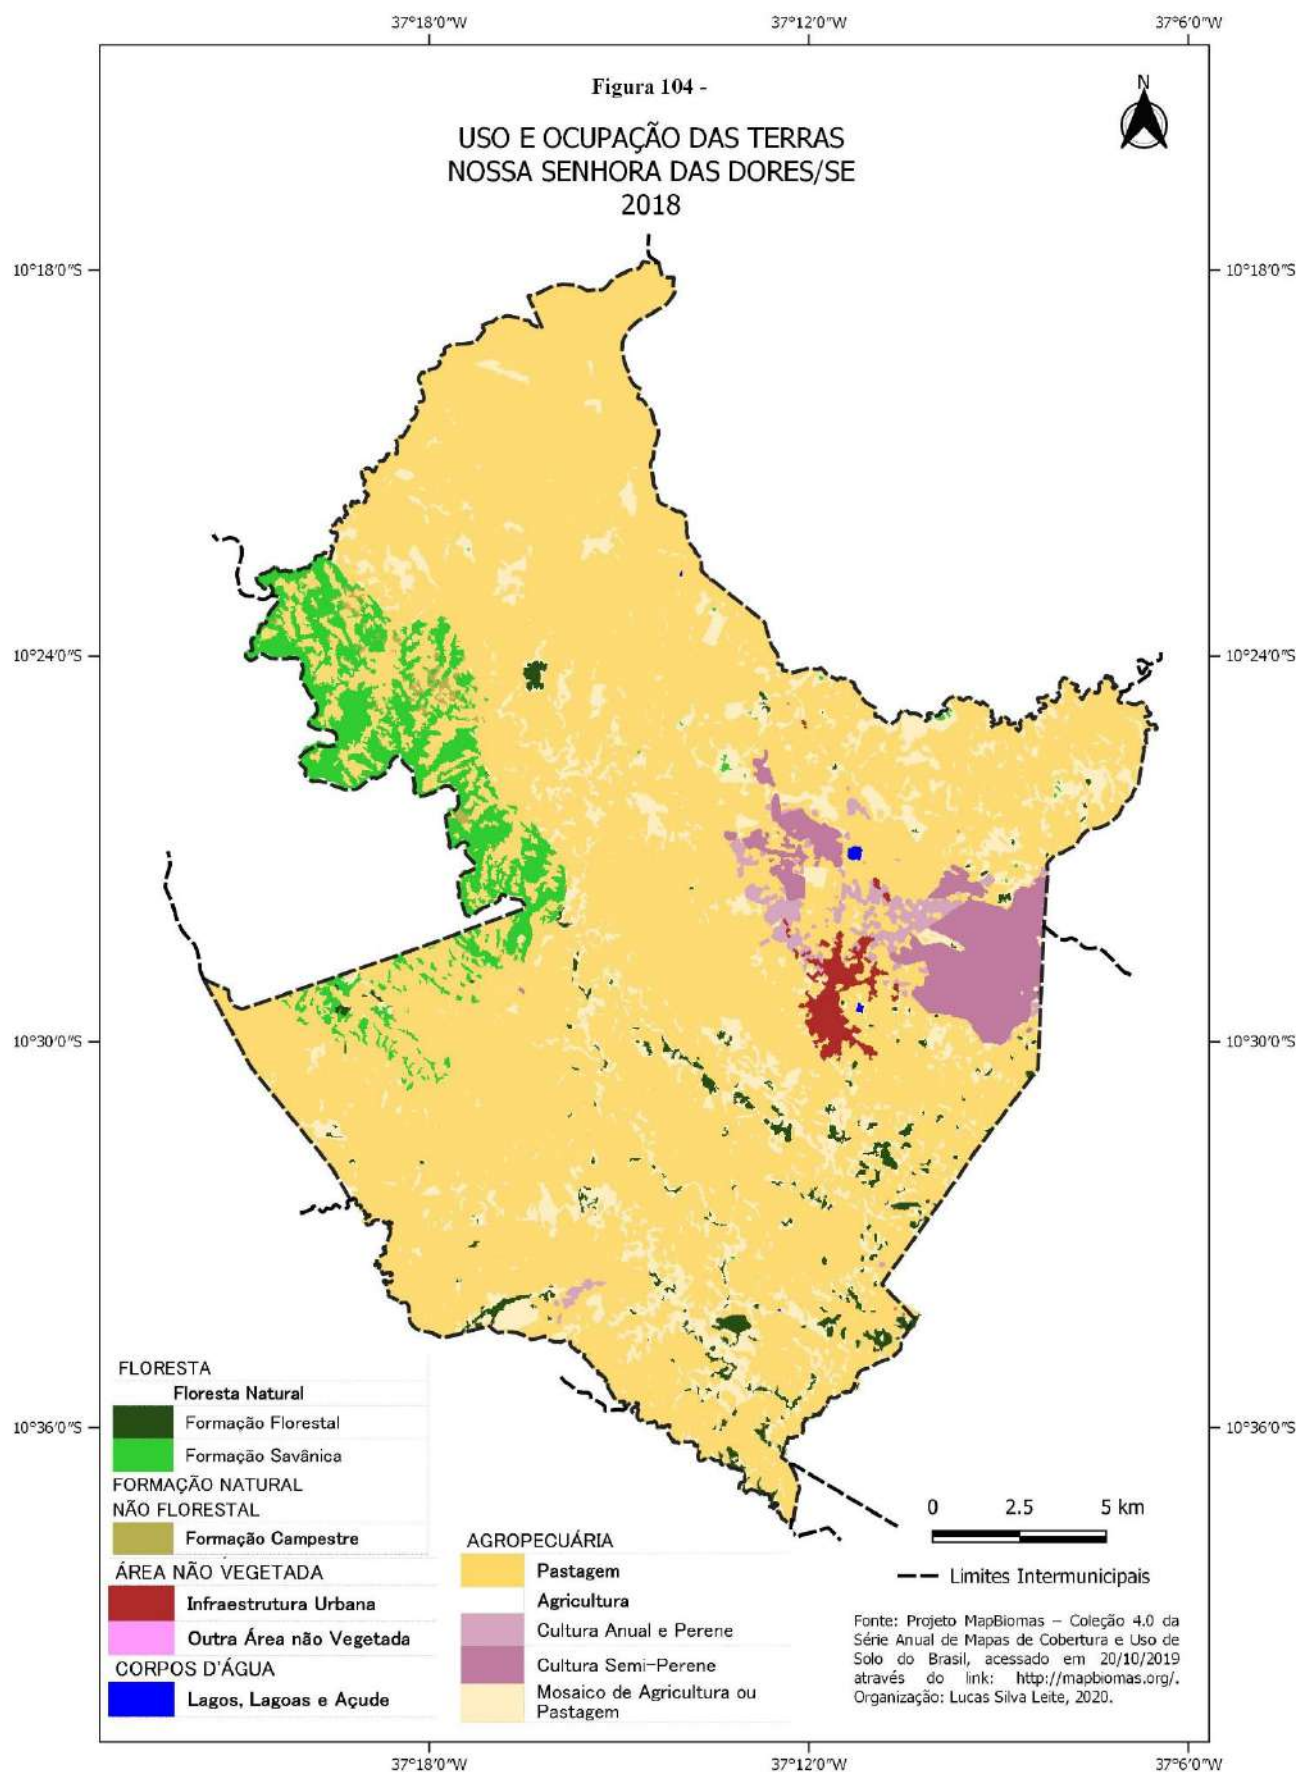 37°18′0″W
37°12′0″W
37°6′0″W
Figura 104 -
N
USO E OCUPAÇÃO DAS TERRAS
NOSSA SENHORA DAS DORES/SE
2018
10°18′0″S
10°18′0″S
10°24′0″S
10°24′0″S
10°30′0″S
10°30′0″S
10°36′0″S
10°36′0″S
FLORESTA
Floresta Natural
Formação Florestal
Formação Savânica
FORMAÇÃO NATURAL
NÃO FLORESTAL
Formação Campestre
ÁREA NÃO VEGETADA
Infraestrutura Urbana
Outra Área não Vegetada
CORPOS D'ÁGUA
Lagos, Lagoas e Açude
AGROPECUÁRIA
Pastagem
Agricultura
Cultura Anual e Perene
Cultura Semi-Perene
Mosaico de Agricultura ou
Pastagem
0 2.5 5 km
Limites Intermunicipais
Fonte: Projeto MapBiomas – Coleção 4.0 da
Série Anual de Mapas de Cobertura e Uso de
Solo do Brasil, acessado em 20/10/2019
através do link: http://mapbiomas.org/.
Organização: Lucas Silva Leite, 2020.
37°18′0″W
37°12′0″W
37°6′0″W